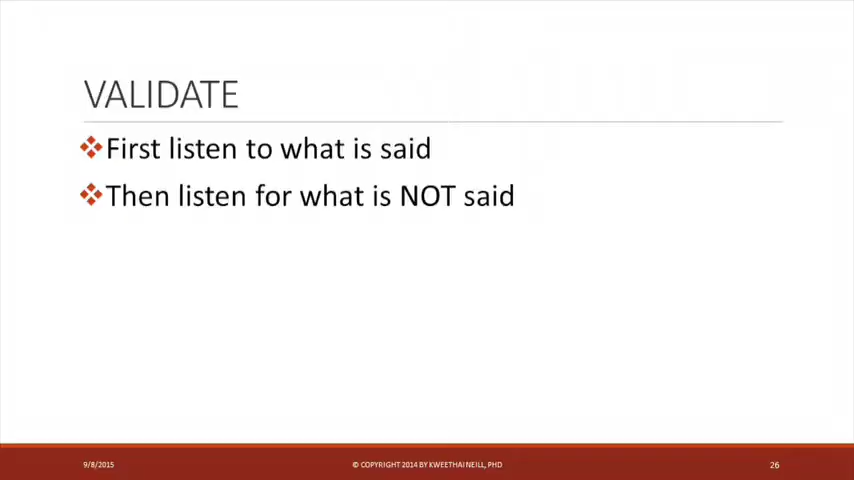 VALIDATE
First listen to what is said
Then listen for what is NOT said
9/8/2015
© COPYRIGHT 2014 BY KWEETHAI NEILL, PHD
26